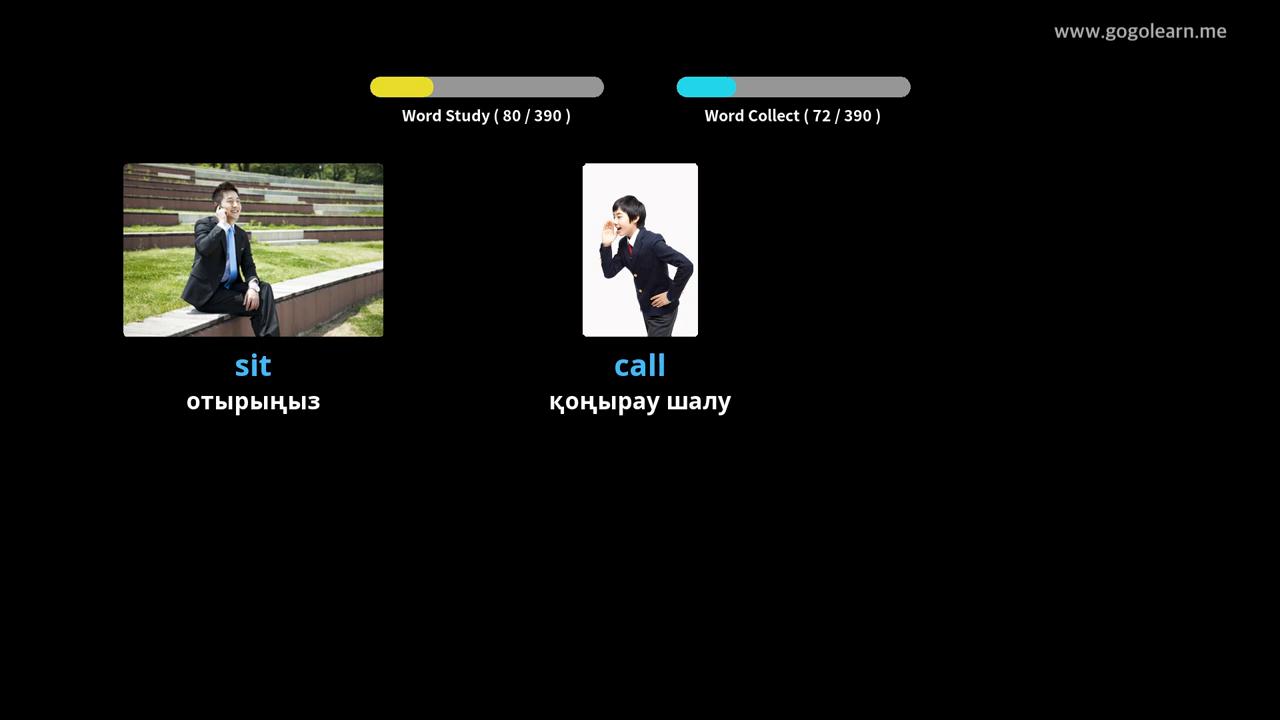 www.gogolearn.me
Word Study ( 80 / 390 )
Word Collect ( 72 / 390 )
sit
отырыңыз
call
қоңырау шалу